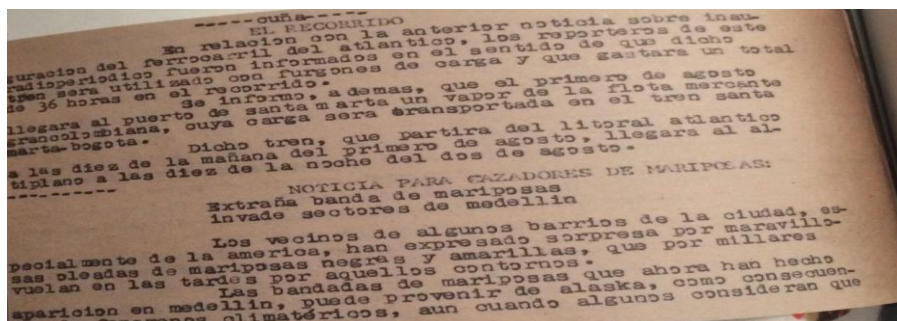 -----cuña-----
EL RECORRIDO
En relacion con la anterior noticia sobre inau-
guracion del ferrocarril del atlantico, los reporteros de este
radioperiodico fueron informados en el sentido de que dicho
tren sera utilizado con furgones de carga y que gastara un total
de 36 horas en el recorrido.
Se informo, ademas, que el primero de agosto
llegara al puerto de santa marta un vapor de la flota mercante
grancolombiana, cuya carga sera transportada en el tren santa
marta-bogota.
Dicho tren, que partira del litoral atlantico
a las diez de la mañana del primero de agosto, llegara al al-
tiplano a las diez de la noche del dos de agosto.
----------
NOTICIA PARA CAZADORES DE MARIPOSAS:
Extraña banda de mariposas
invade sectores de medellin
Los vecinos de algunos barrios de la ciudad, es-
pecialmente de la america, han expresado sorpresa por maravillo-
sas oleadas de mariposas negras y amarillas, que por millares
vuelan en las tardes por aquellos contornos.
Las bandadas de mariposas que ahora han hecho
aparicion en medellin, puede provenir de alaska, como consecuen-
climatéricos, aun cuando algunos consideran que